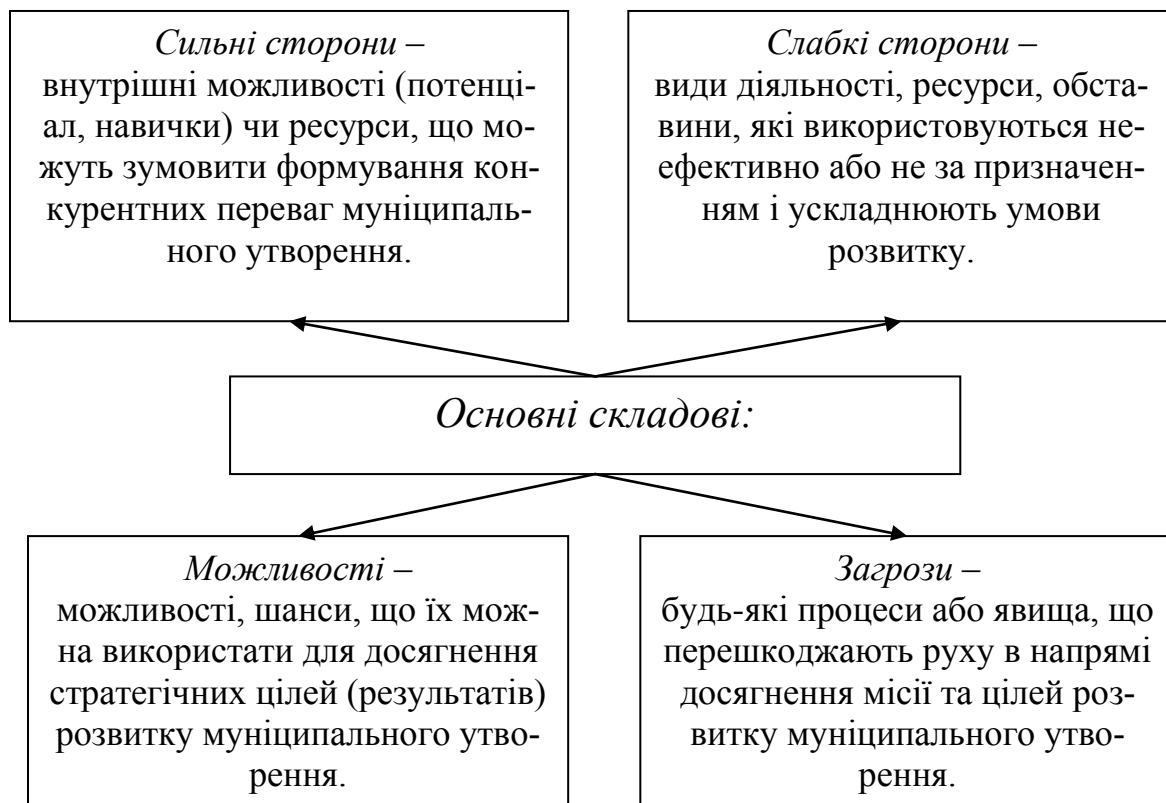 Сильні сторони –
внутрішні можливості (потенці-
ал, навички) чи ресурси, що мо-
жуть зумовити формування кон-
курентних переваг муніципаль-
ного утворення.
Слабкі сторони –
види діяльності, ресурси, обста-
вини, які використовуються не-
ефективно або не за призначен-
ням і ускладнюють умови
розвитку.
Основні складові:
Можливості –
можливості, шанси, що їх мож-
на використати для досягнення
стратегічних цілей (результатів)
розвитку муніципального утво-
рення.
Загрози –
будь-які процеси або явища, що
перешкоджають руху в напрямі
досягнення місії та цілей роз-
витку муніципального утво-
рення.